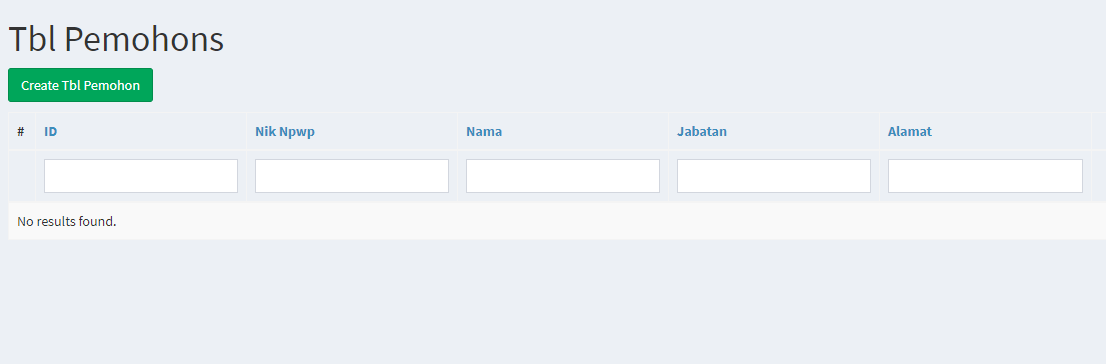 Tbl Pemohons
Create Tbl Pemohon
# ID Nik Npwp Nama Jabatan Alamat
No results found.